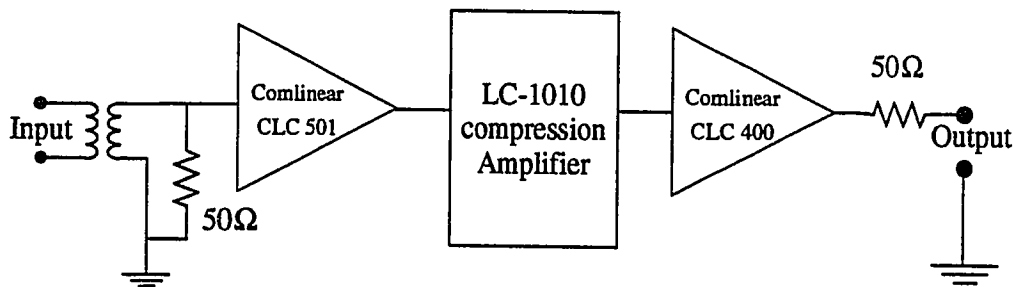 Input
50Ω
Comlinear
CLC 501
LC-1010
compression
Amplifier
Comlinear
CLC 400
50Ω
Output